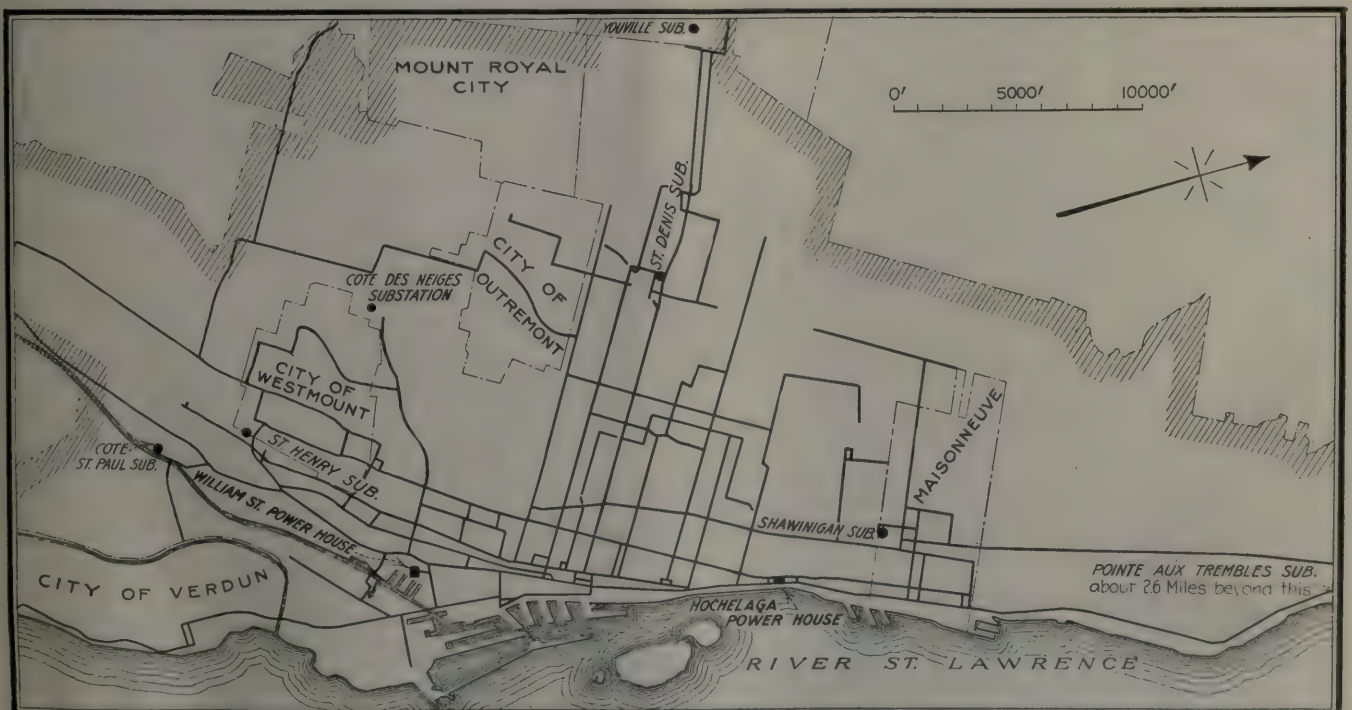 YOUVILLE SUB.
MOUNT ROYAL
CITY
0' 5000' 10000'
ST. DENIS SUB.
CITY OF
OUTREMONT
COTE DES NEIGES
SUBSTATION
CITY OF
WESTMOUNT
ST. HENRY SUB.
COTE
ST. PAUL SUB.
WILLIAM ST. POWER HOUSE
MAISONNEUVE
SHAWINIGAN SUB.
CITY OF VERDUN
POINTE AUX TREMBLES SUB.
about 2.6 Miles beyond this
HOCHELAGA
POWER HOUSE
RIVER ST. LAWRENCE